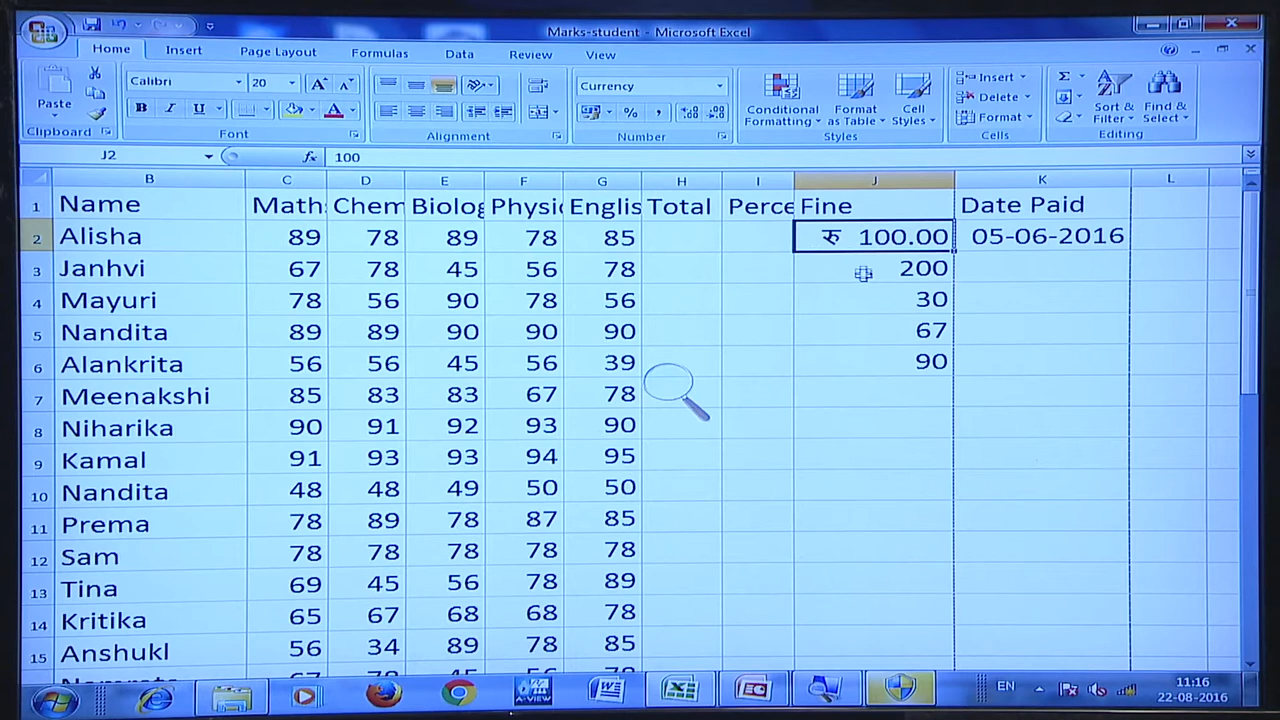 Marks-student - Microsoft Excel
Home Insert Page Layout Formulas Data Review View
Calibri 20 Currency
Paste Conditional Formatting Format as Table Cell Styles Insert Delete Format Sort & Filter Find & Select
Clipboard Font Alignment Number Styles Cells Editing
J2 fx 100
B C D E F G H I J K L
1 Name Math Chem Biolog Physic Englis Total Perce Fine Date Paid
2 Alisha 89 78 89 78 85 रु 100.00 05-06-2016
3 Janhvi 67 78 45 56 78 200
4 Mayuri 78 56 90 78 56 30
5 Nandita 89 89 90 90 90 67
6 Alankrita 56 56 45 56 39 90
7 Meenakshi 85 83 83 67 78
8 Niharika 90 91 92 93 90
9 Kamal 91 93 93 94 95
10 Nandita 48 48 49 50 50
11 Prema 78 89 78 87 85
12 Sam 78 78 78 78 78
13 Tina 69 45 56 78 89
14 Kritika 65 67 68 68 78
15 Anshukl 56 34 89 78 85
A-VIEW EN 11:16
22-08-2016